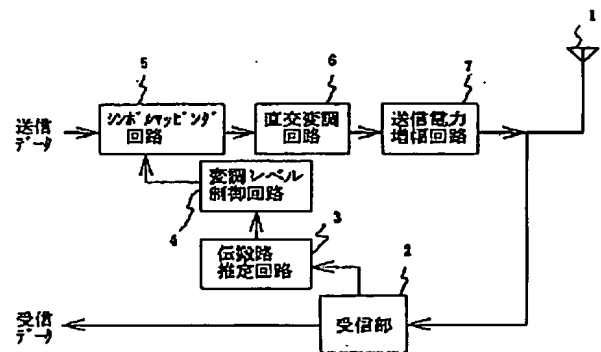 1
5
6
7
送信
データ
シンボルマッピング
回路
直交変調
回路
送信電力
増幅回路
変調レベル
制御回路
4
3
伝搬路
推定回路
2
受信部
受信
データ